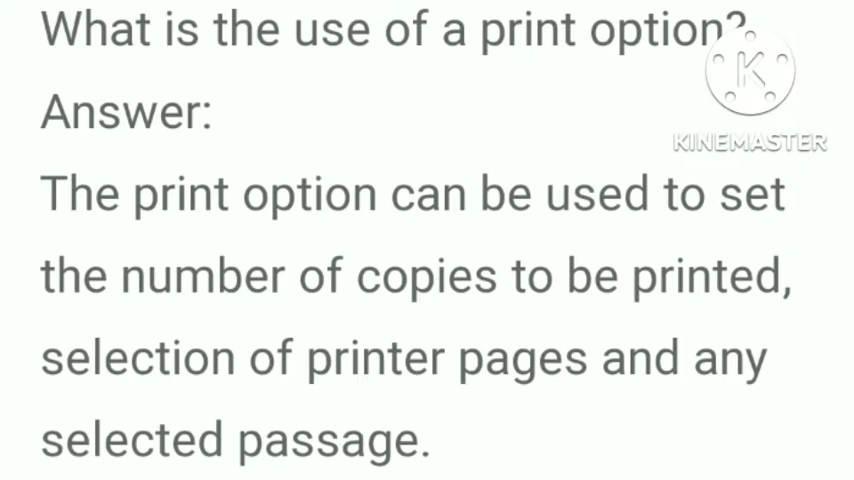 What is the use of a print option?
Answer:
The print option can be used to set
the number of copies to be printed,
selection of printer pages and any
selected passage.
K
KINEMASTER